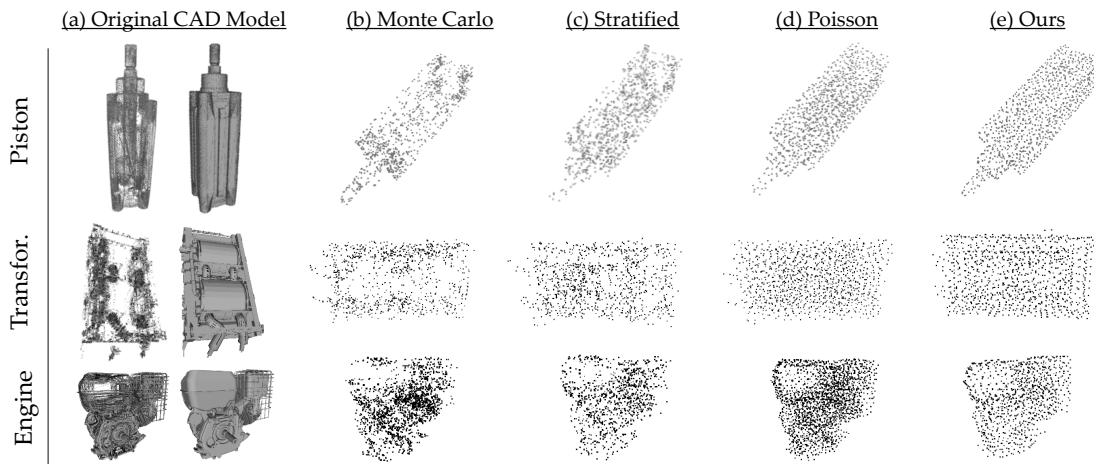 (a) Original CAD Model (b) Monte Carlo (c) Stratified (d) Poisson (e) Ours
Piston
Transfor.
Engine